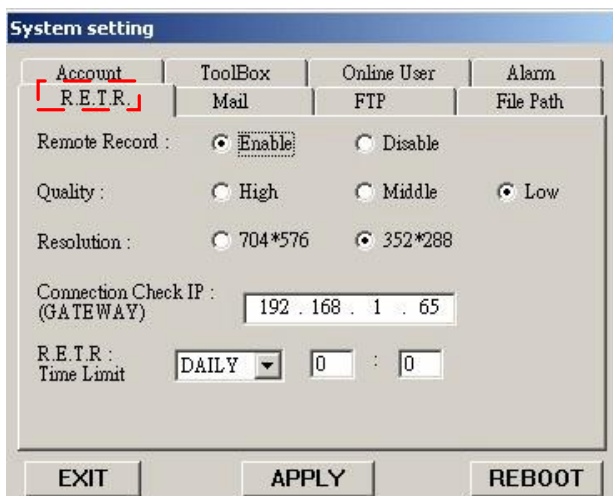 System setting
Account ToolBox Online User Alarm
R.E.T.R. Mail FTP File Path
Remote Record : Enable Disable
Quality : High Middle Low
Resolution : 704*576 352*288
Connection Check IP :
(GATEWAY) 192 . 168 . 1 . 65
R.E.T.R :
Time Limit DAILY 0 : 0
EXIT APPLY REBOOT